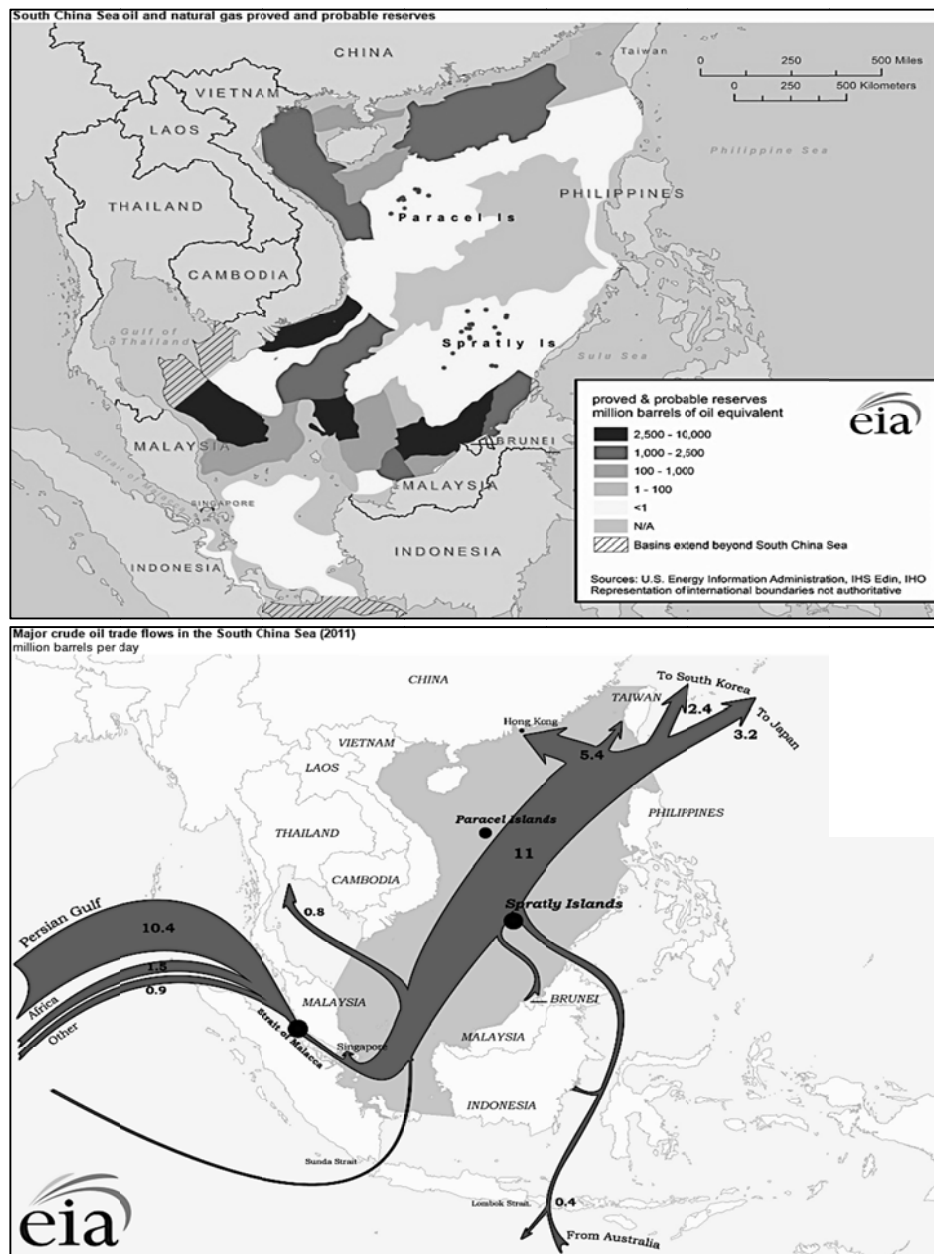 South China Sea oil and natural gas proved and probable reserves
CHINA
Taiwan
0 250 500 Miles
0 250 500 Kilometers
VIETNAM
LAOS
Philippine Sea
THAILAND
PHILIPPINES
Paracel Is
CAMBODIA
Gulf of
Thailand
Spratly Is
Sulu Sea
proved & probable reserves
million barrels of oil equivalent
eia
2,500 - 10,000
1,000 - 2,500
100 - 1,000
1 - 100
<1
N/A
Basins extend beyond South China Sea
Sources: U.S. Energy Information Administration, IHS Edin, IHO
Representation of international boundaries not authoritative
MALAYSIA
BRUNEI
Strait of Malacca
MALAYSIA
SINGAPORE
INDONESIA
INDONESIA
Major crude oil trade flows in the South China Sea (2011)
million barrels per day
CHINA
To South Korea
TAIWAN
2.4
To Japan
3.2
Hong Kong
5.4
VIETNAM
LAOS
PHILIPPINES
Paracel Islands
THAILAND
11
CAMBODIA
Spratly Islands
0.8
Persian Gulf
10.4
1.5
0.9
Africa
Other
MALAYSIA
BRUNEI
Strait of Malacca
Singapore
MALAYSIA
INDONESIA
Sunda Strait
Lombok Strait.
0.4
From Australia
eia